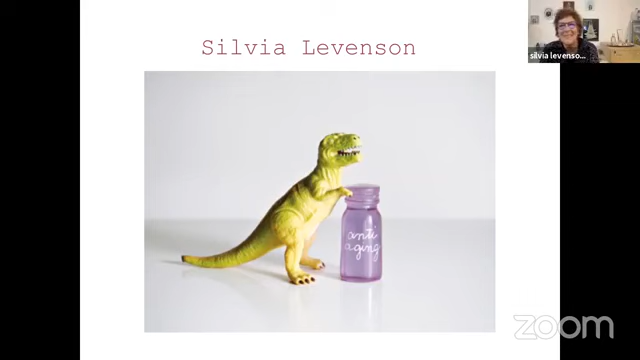 Silvia Levenson
silvia levenso...
anti
aging
zoom